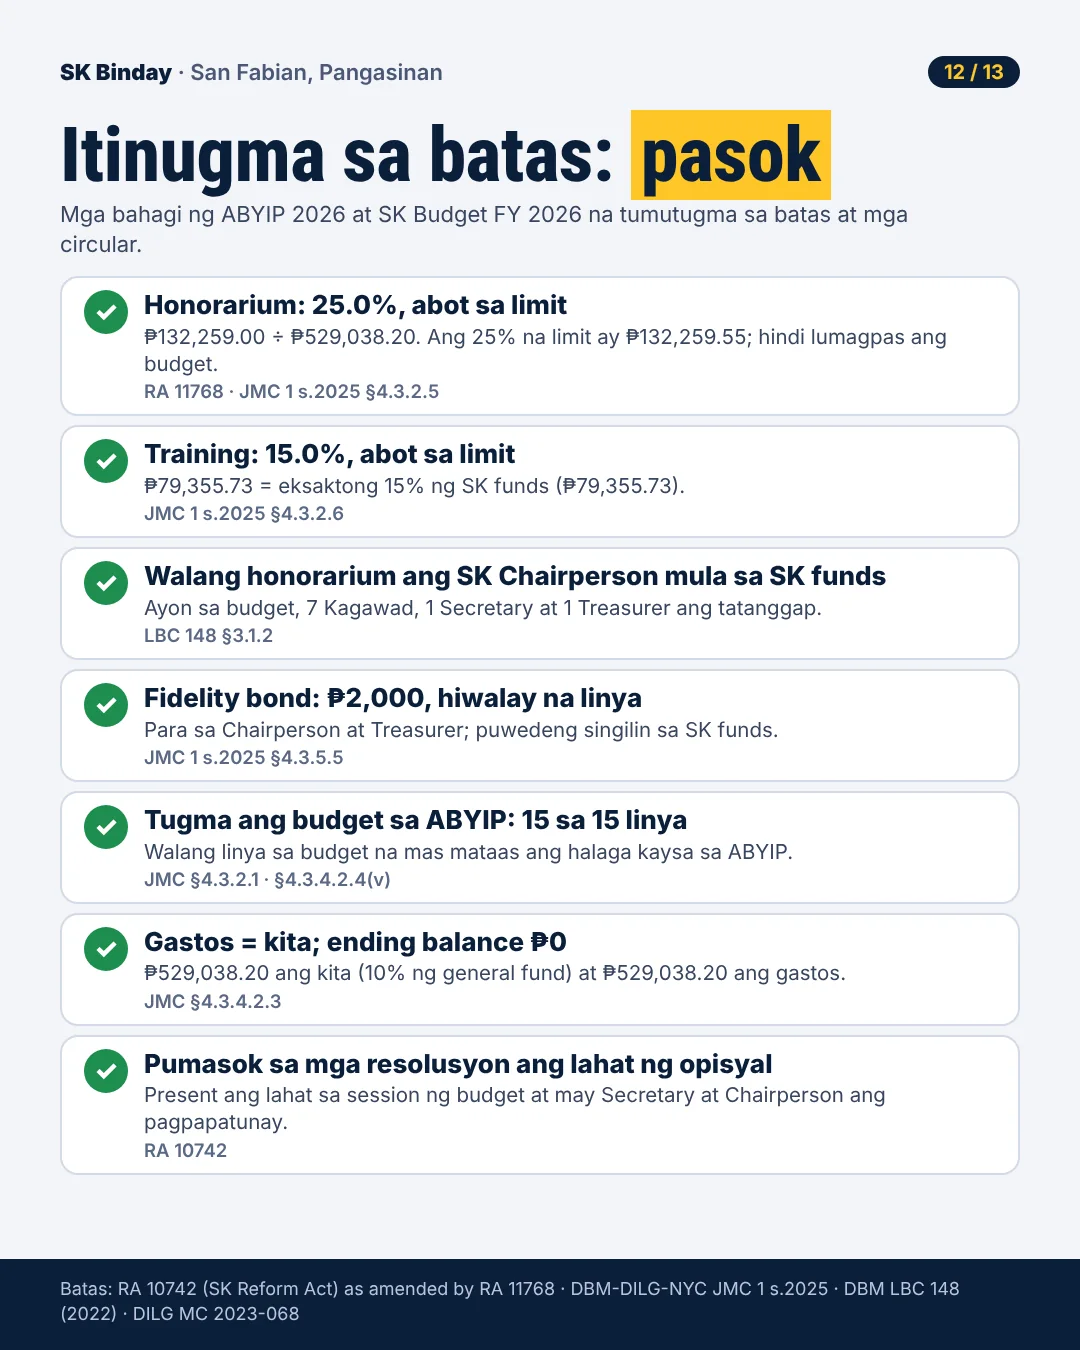 SK Binday · San Fabian, Pangasinan
12 / 13
Itinugma sa batas: pasok
Mga bahagi ng ABYIP 2026 at SK Budget FY 2026 na tumutugma sa batas at mga
circular.
Honorarium: 25.0%, abot sa limit
₱132,259.00 ÷ ₱529,038.20. Ang 25% na limit ay ₱132,259.55; hindi lumagpas ang
budget.
RA 11768 · JMC 1 s.2025 §4.3.2.5
Training: 15.0%, abot sa limit
₱79,355.73 = eksaktong 15% ng SK funds (₱79,355.73).
JMC 1 s.2025 §4.3.2.6
Walang honorarium ang SK Chairperson mula sa SK funds
Ayon sa budget, 7 Kagawad, 1 Secretary at 1 Treasurer ang tatanggap.
LBC 148 §3.1.2
Fidelity bond: ₱2,000, hiwalay na linya
Para sa Chairperson at Treasurer; puwedeng singilin sa SK funds.
JMC 1 s.2025 §4.3.5.5
Tugma ang budget sa ABYIP: 15 sa 15 linya
Walang linya sa budget na mas mataas ang halaga kaysa sa ABYIP.
JMC §4.3.2.1 · §4.3.4.2.4(v)
Gastos = kita; ending balance ₱0
₱529,038.20 ang kita (10% ng general fund) at ₱529,038.20 ang gastos.
JMC §4.3.4.2.3
Pumasok sa mga resolusyon ang lahat ng opisyal
Present ang lahat sa session ng budget at may Secretary at Chairperson ang
pagpapatunay.
RA 10742
Batas: RA 10742 (SK Reform Act) as amended by RA 11768 · DBM-DILG-NYC JMC 1 s.2025 · DBM LBC 148
(2022) · DILG MC 2023-068